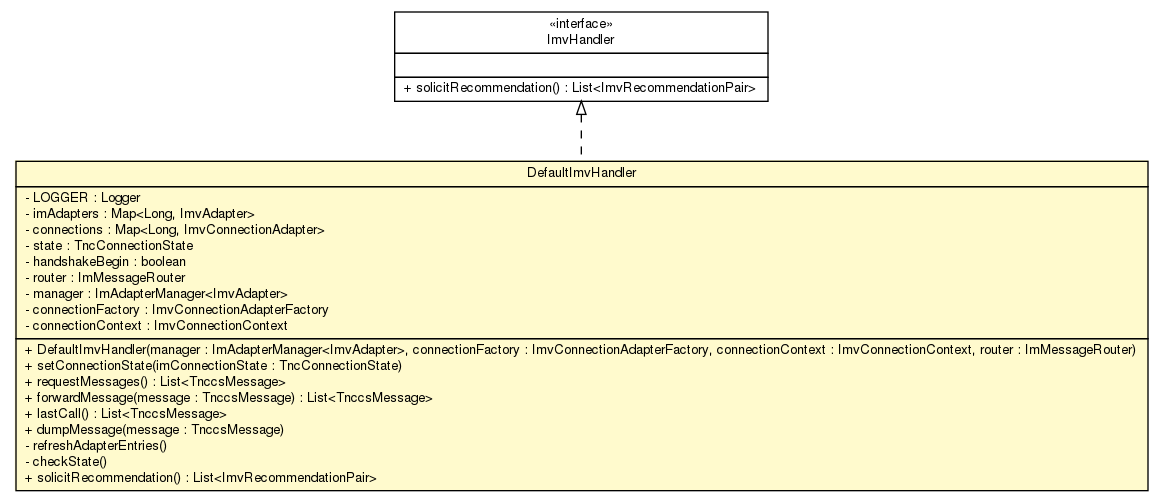 «interface»
ImvHandler
+ solicitRecommendation() : List<ImvRecommendationPair>
DefaultImvHandler
- LOGGER : Logger
- imAdapters : Map<Long, ImvAdapter>
- connections : Map<Long, ImvConnectionAdapter>
- state : TncConnectionState
- handshakeBegin : boolean
- router : ImMessageRouter
- manager : ImAdapterManager<ImvAdapter>
- connectionFactory : ImvConnectionAdapterFactory
- connectionContext : ImvConnectionContext
+ DefaultImvHandler(manager : ImAdapterManager<ImvAdapter>, connectionFactory : ImvConnectionAdapterFactory, connectionContext : ImvConnectionContext, router : ImMessageRouter)
+ setConnectionState(imConnectionState : TncConnectionState)
+ requestMessages() : List<TnccsMessage>
+ forwardMessage(message : TnccsMessage) : List<TnccsMessage>
+ lastCall() : List<TnccsMessage>
+ dumpMessage(message : TnccsMessage)
- refreshAdapterEntries()
- checkState()
+ solicitRecommendation() : List<ImvRecommendationPair>